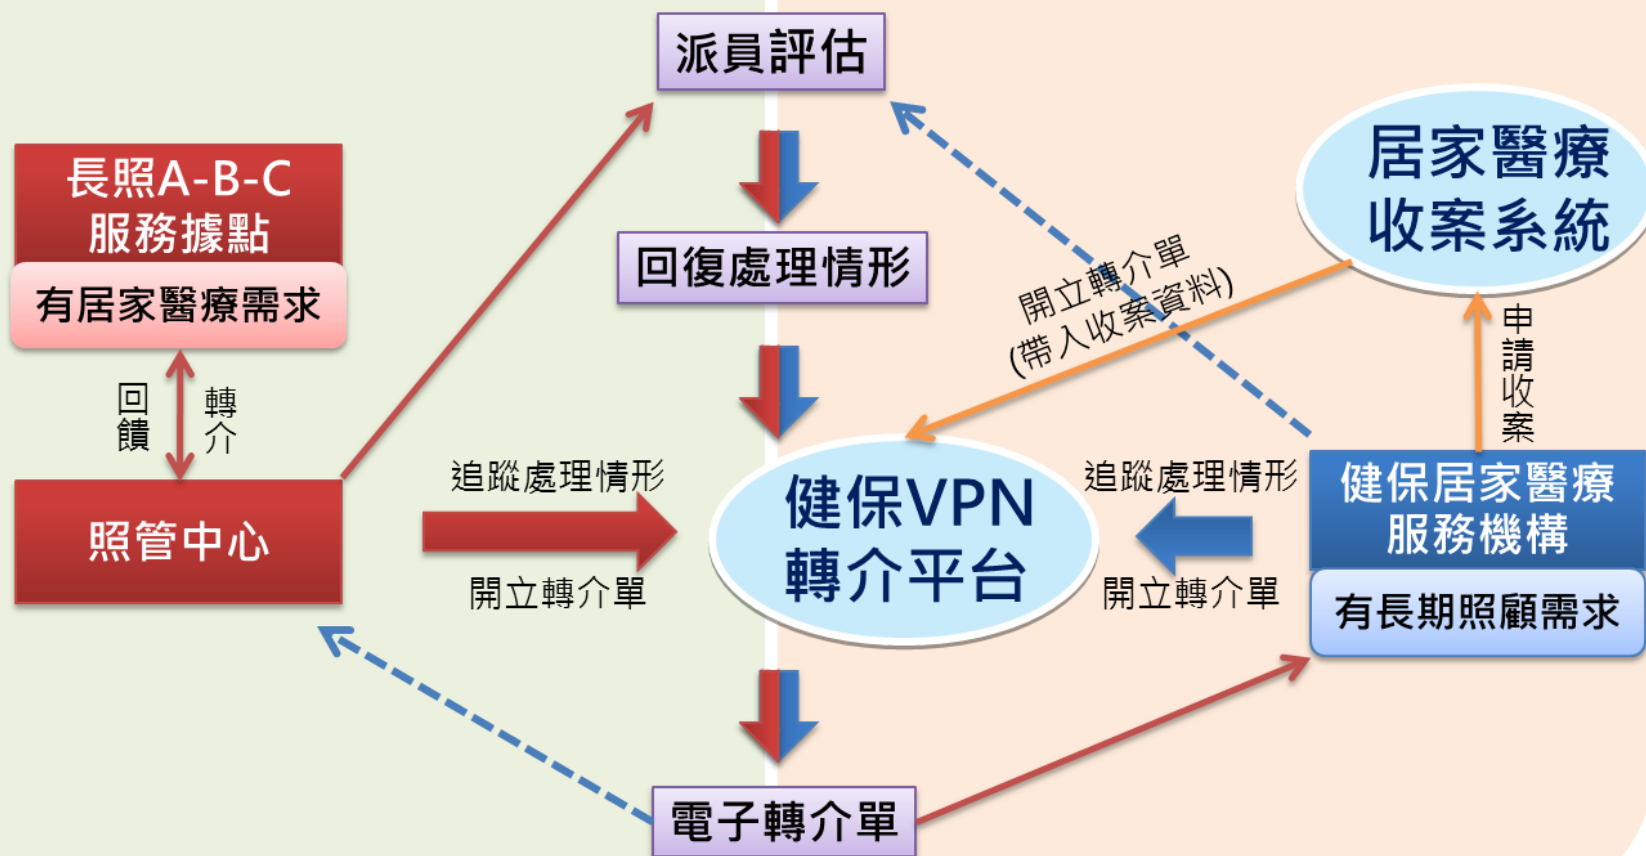 派員評估
長照A-B-C
服務據點
有居家醫療需求
回饋
轉介
照管中心
回復處理情形
居家醫療
收案系統
開立轉介單
(帶入收案資料)
申請收案
追蹤處理情形
開立轉介單
健保VPN
轉介平台
追蹤處理情形
開立轉介單
健保居家醫療
服務機構
有長期照顧需求
電子轉介單